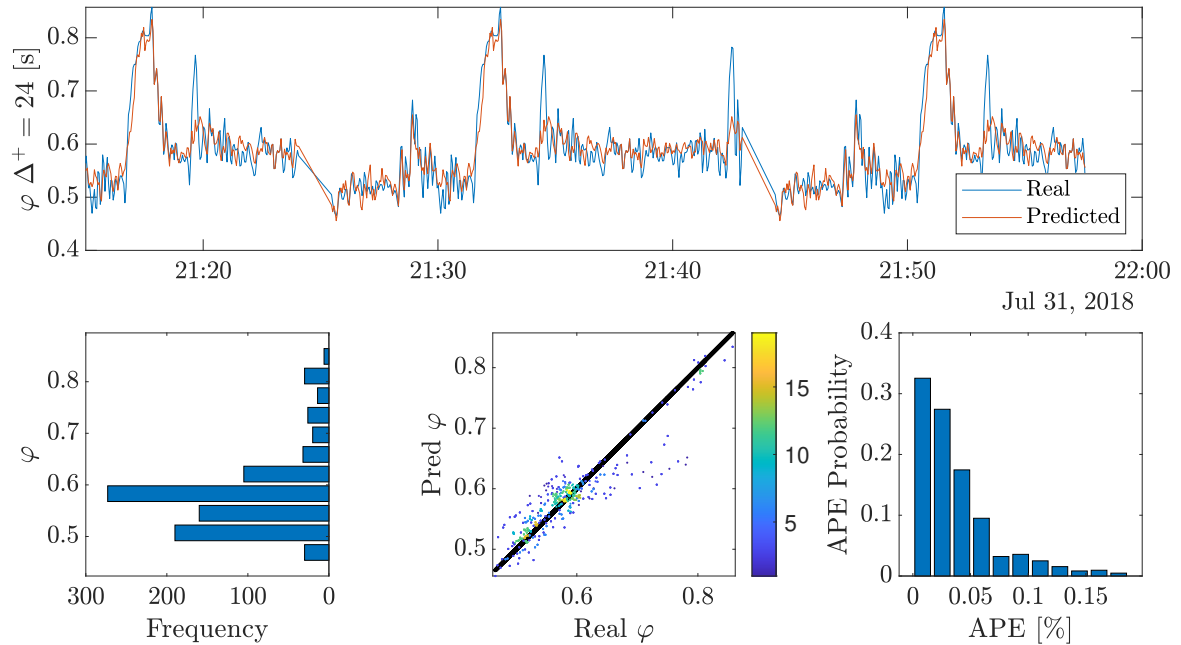 φ Δ⁺ = 24 [s]
0.8
0.7
0.6
0.5
0.4
Real
Predicted
21:20 21:30 21:40 21:50 22:00
Jul 31, 2018
φ
0.8
0.7
0.6
0.5
300 200 100 0
Frequency
Pred φ
0.8
0.7
0.6
0.5
0.6 0.8
Real φ
15
10
5
APE Probability
0.4
0.3
0.2
0.1
0
0 0.05 0.1 0.15
APE [%]